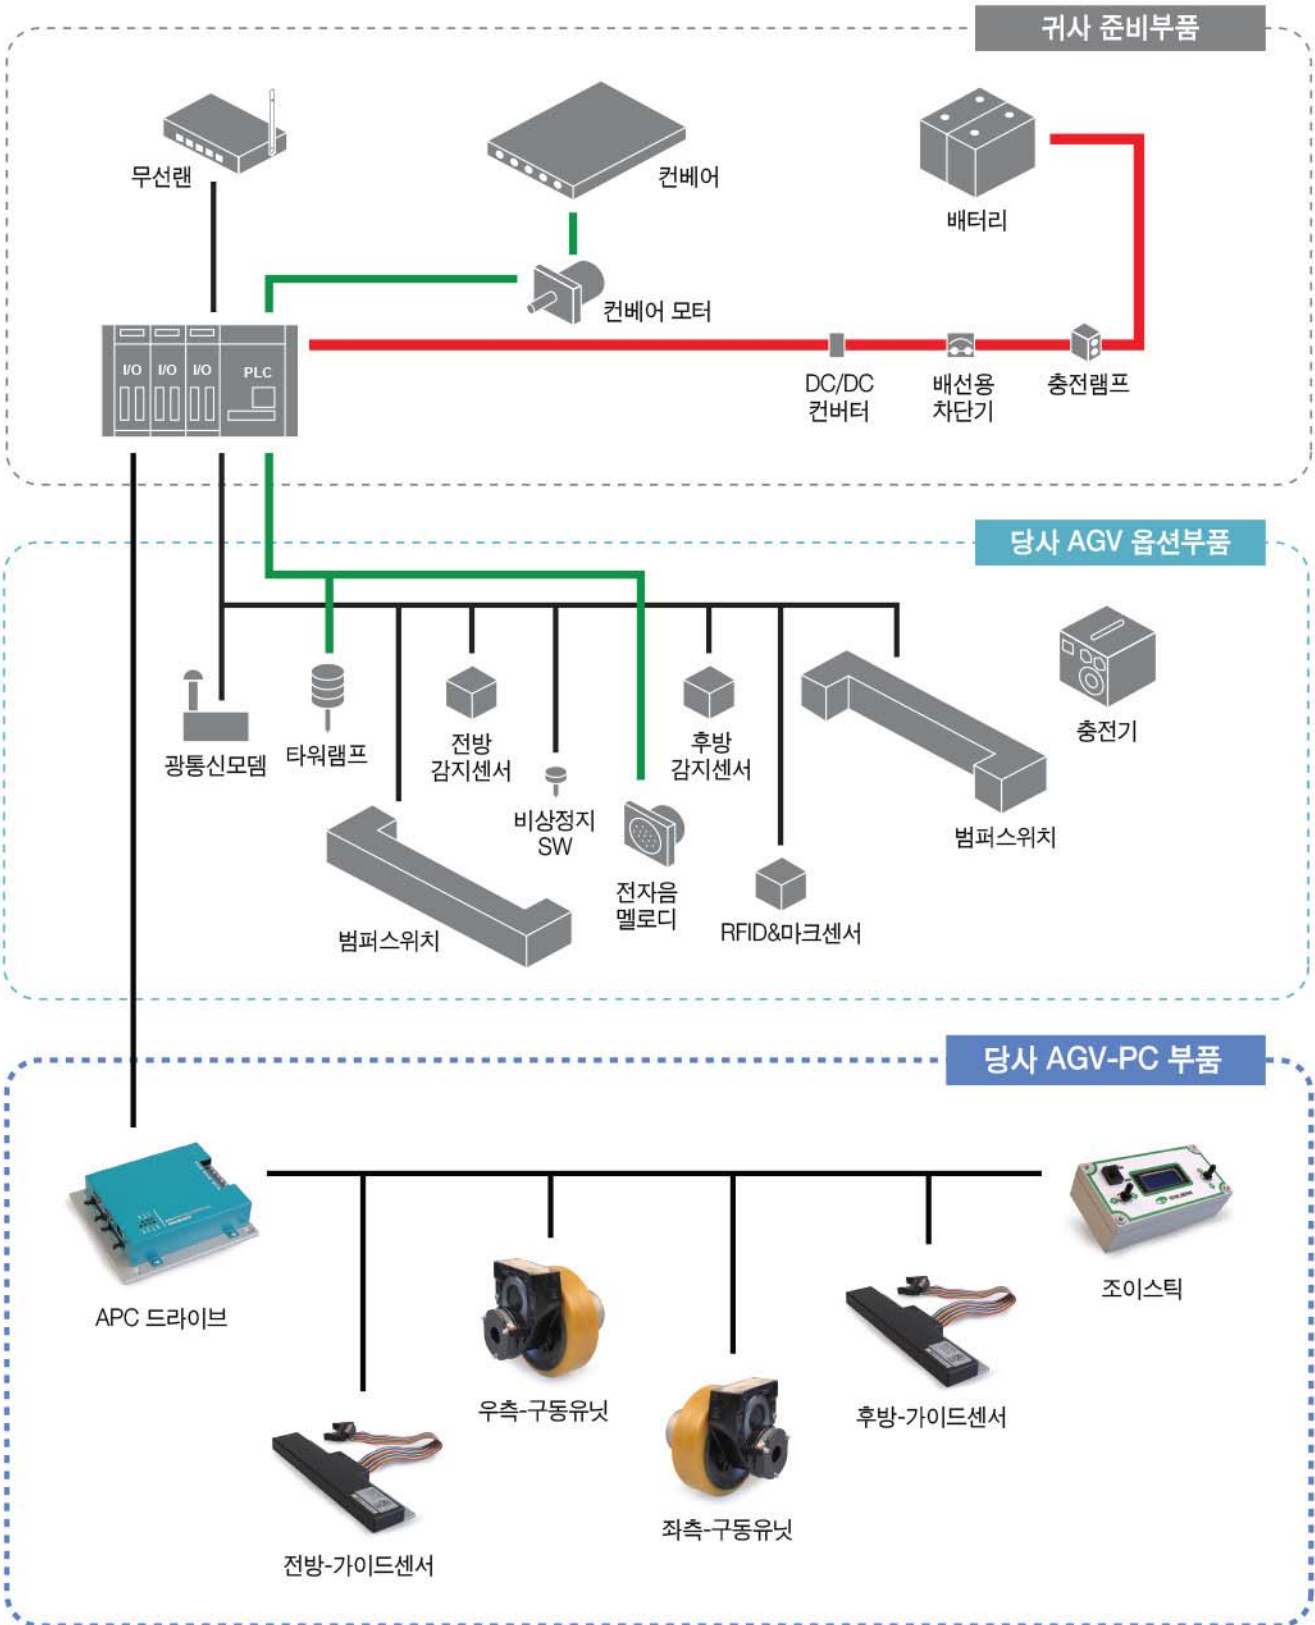 귀사 준비부품
무선랜
컨베어
배터리
컨베어 모터
I/O I/O I/O PLC
DC/DC
컨버터
배선용
차단기
충전램프
당사 AGV 옵션부품
광통신모뎀
타워램프
전방
감지센서
비상정지
SW
후방
감지센서
충전기
범퍼스위치
범퍼스위치
전자음
멜로디
RFID&마크센서
당사 AGV-PC 부품
APC 드라이브
조이스틱
우측-구동유닛
후방-가이드센서
좌측-구동유닛
전방-가이드센서